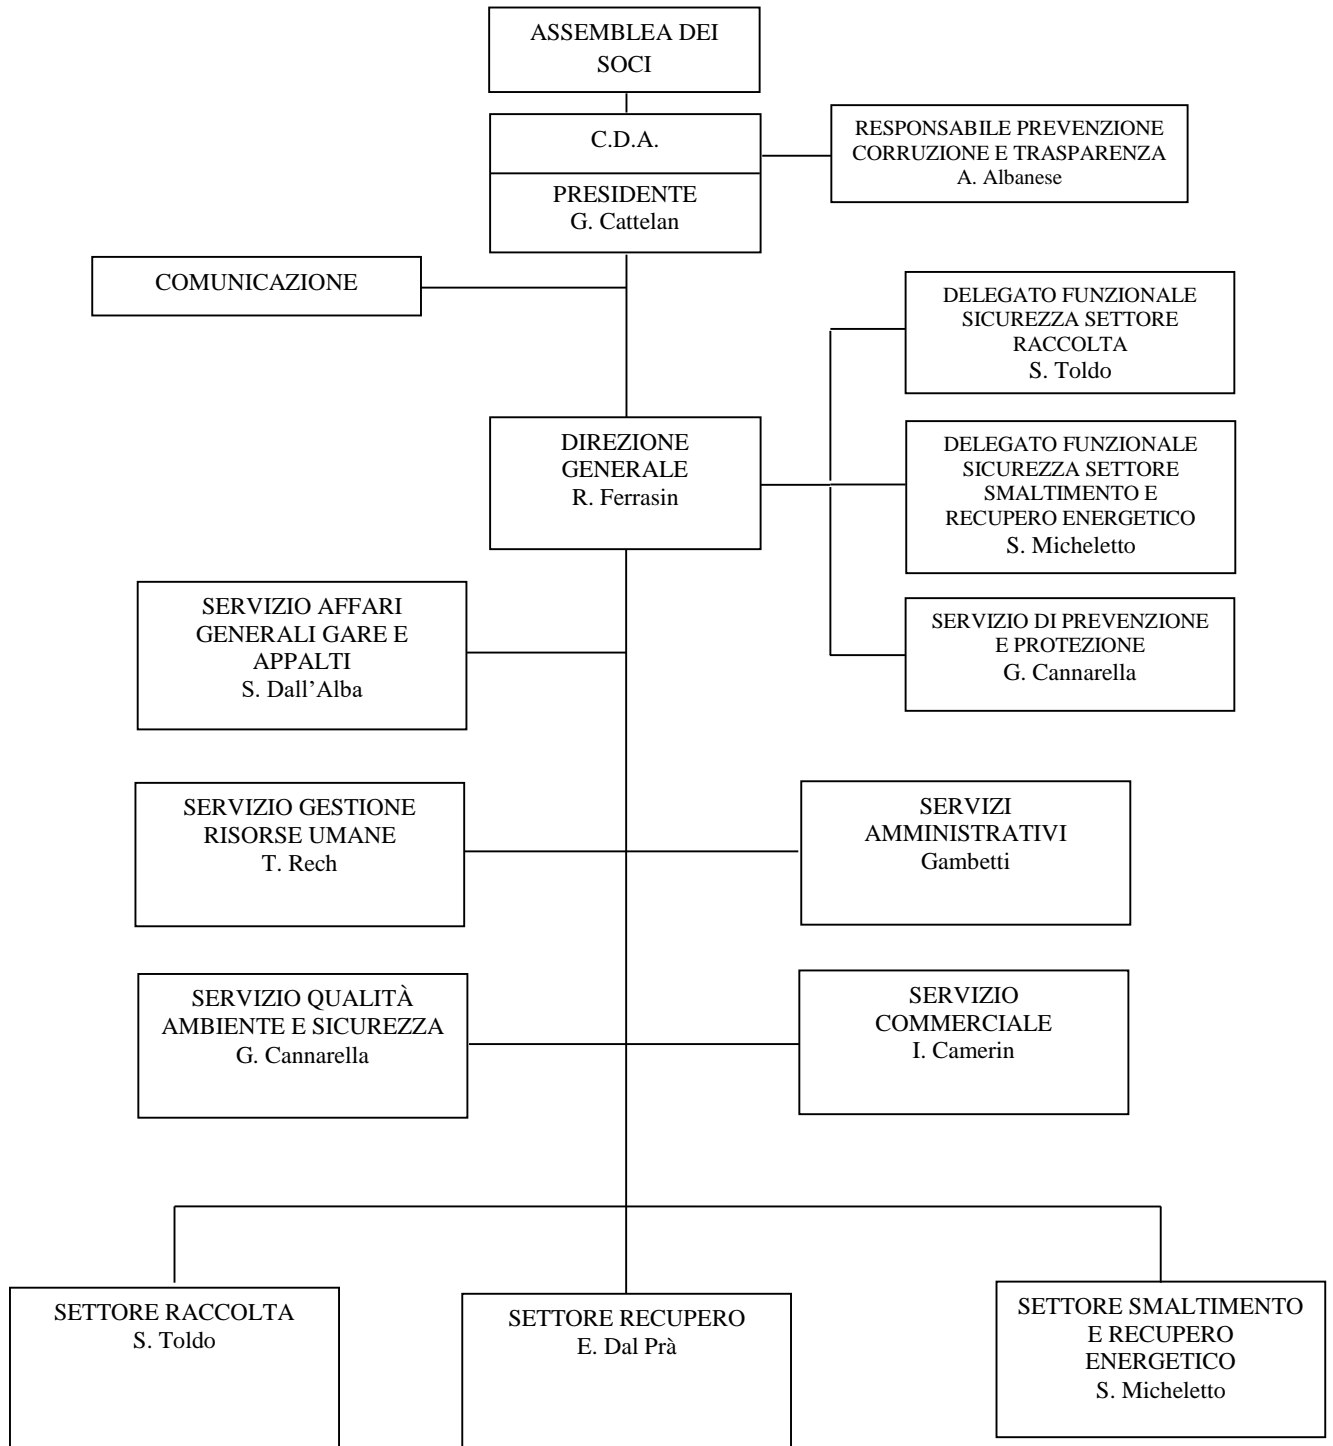 ASSEMBLEA DEI
SOCI
C.D.A.
PRESIDENTE
G. Cattelan
RESPONSABILE PREVENZIONE
CORRUZIONE E TRASPARENZA
A. Albanese
COMUNICAZIONE
DELEGATO FUNZIONALE
SICUREZZA SETTORE
RACCOLTA
S. Toldo
DIREZIONE
GENERALE
R. Ferrasin
DELEGATO FUNZIONALE
SICUREZZA SETTORE
SMALTIMENTO E
RECUPERO ENERGETICO
S. Micheletto
SERVIZIO AFFARI
GENERALI GARE E
APPALTI
S. Dall’Alba
SERVIZIO DI PREVENZIONE
E PROTEZIONE
G. Cannarella
SERVIZIO GESTIONE
RISORSE UMANE
T. Rech
SERVIZI
AMMINISTRATIVI
Gambetti
SERVIZIO QUALITÀ
AMBIENTE E SICUREZZA
G. Cannarella
SERVIZIO
COMMERCIALE
I. Camerin
SETTORE RACCOLTA
S. Toldo
SETTORE RECUPERO
E. Dal Prà
SETTORE SMALTIMENTO
E RECUPERO
ENERGETICO
S. Micheletto